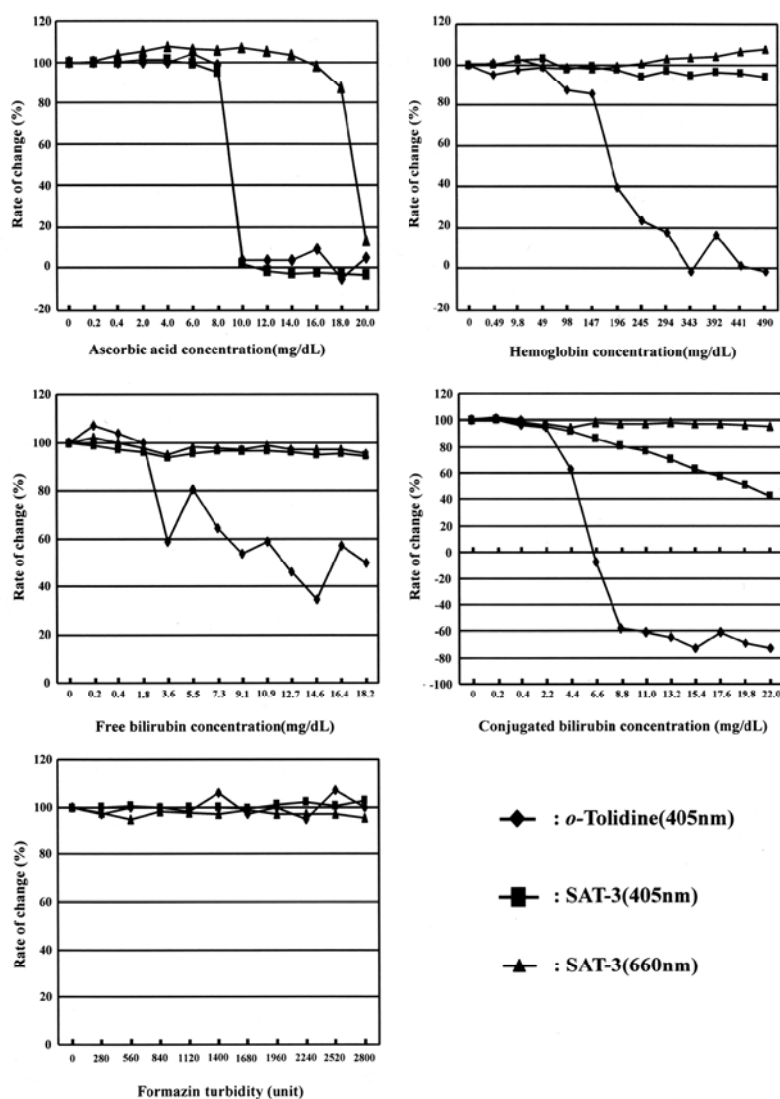 120
100
80
60
40
20
0
-20
Rate of change (%)
0 0.2 0.4 2.0 4.0 6.0 8.0 10.0 12.0 14.0 16.0 18.0 20.0
Ascorbic acid concentration(mg/dL)
120
100
80
60
40
20
0
-20
Rate of change (%)
0 0.49 9.8 49 98 147 196 245 294 343 392 441 490
Hemoglobin concentration(mg/dL)
120
100
80
60
40
20
0
Rate of change (%)
0 0.2 0.4 1.8 3.6 5.5 7.3 9.1 10.9 12.7 14.6 16.4 18.2
Free bilirubin concentration(mg/dL)
120
100
80
60
40
20
0
-20
-40
-60
-80
-100
Rate of change (%)
0 0.2 0.4 2.2 4.4 6.6 8.8 11.0 13.2 15.4 17.6 19.8 22.0
Conjugated bilirubin concentration (mg/dL)
120
100
80
60
40
20
0
Rate of change (%)
0 280 560 840 1120 1400 1680 1960 2240 2520 2800
Formazin turbidity (unit)
: o-Tolidine(405nm)
: SAT-3(405nm)
: SAT-3(660nm)